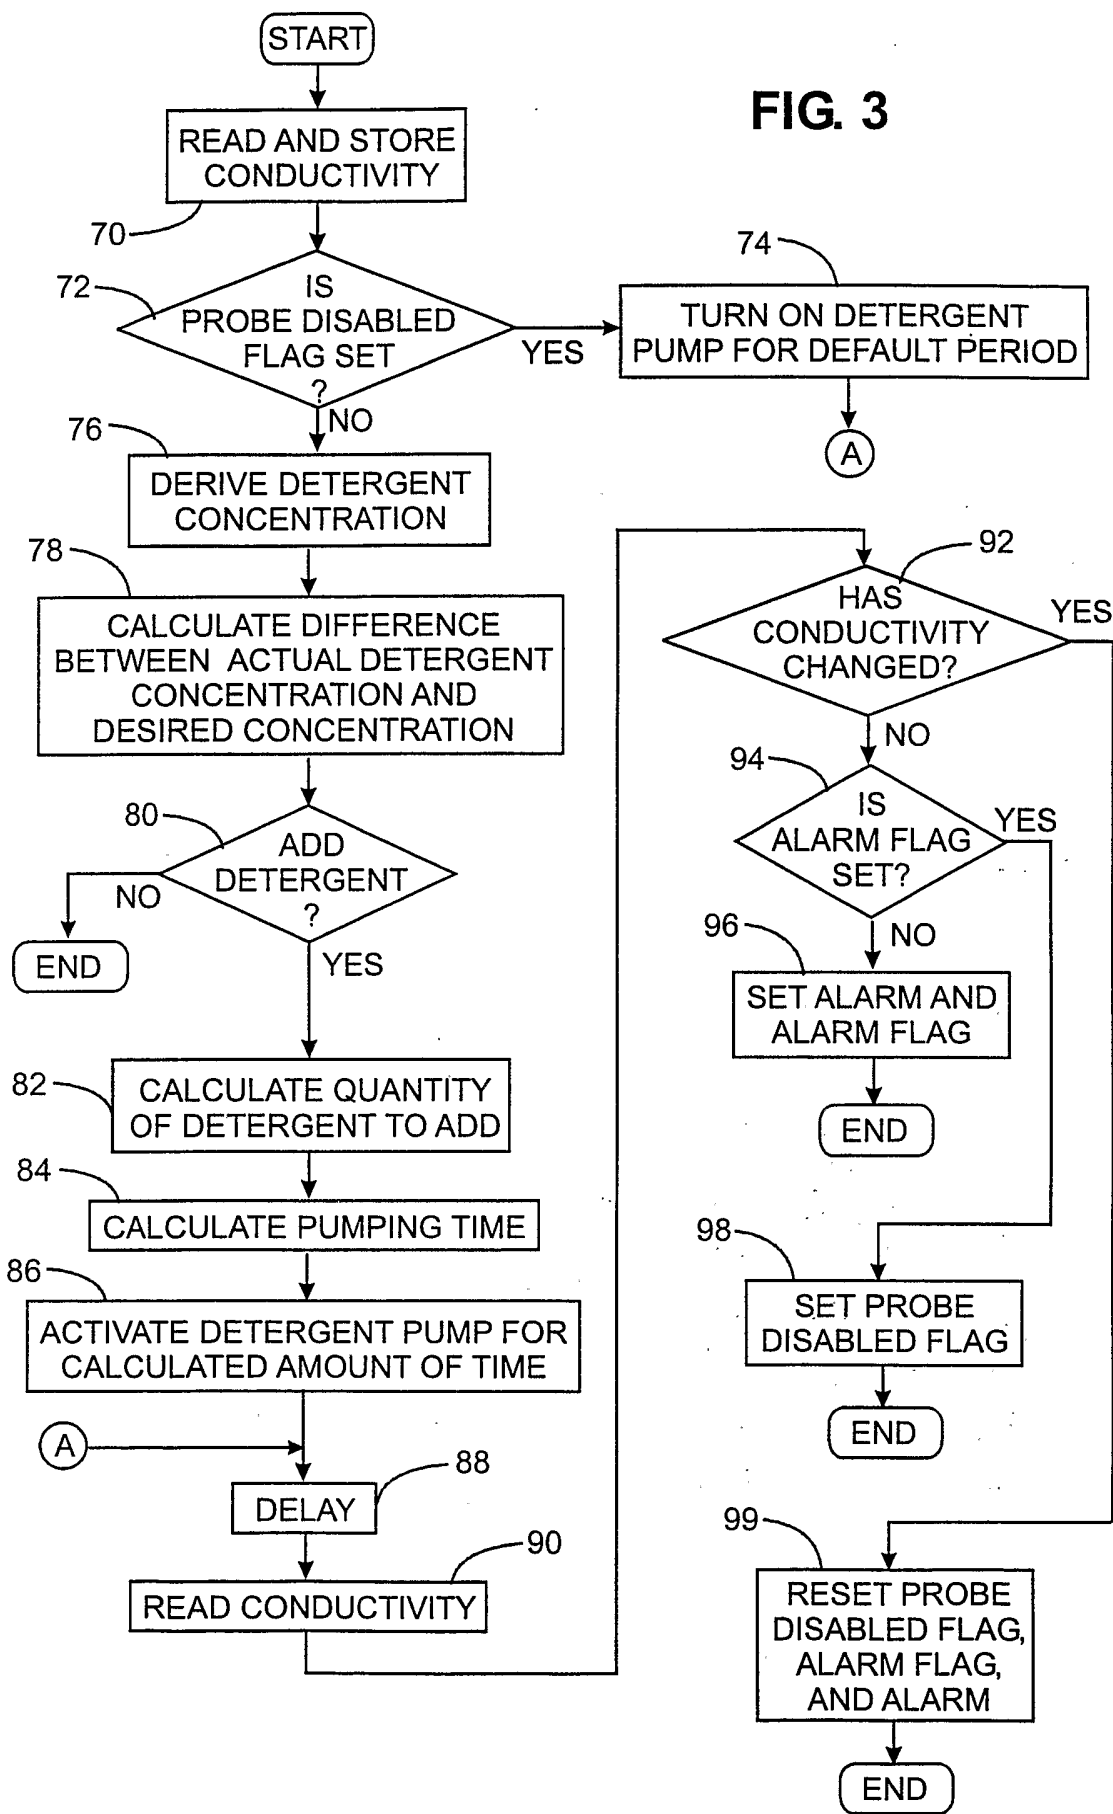 START
FIG. 3
READ AND STORE
CONDUCTIVITY
70
72
IS
PROBE DISABLED
FLAG SET
?
YES
NO
74
TURN ON DETERGENT
PUMP FOR DEFAULT PERIOD
A
76
DERIVE DETERGENT
CONCENTRATION
78
CALCULATE DIFFERENCE
BETWEEN ACTUAL DETERGENT
CONCENTRATION AND
DESIRED CONCENTRATION
80
ADD
DETERGENT
?
NO
END
YES
82
CALCULATE QUANTITY
OF DETERGENT TO ADD
84
CALCULATE PUMPING TIME
86
ACTIVATE DETERGENT PUMP FOR
CALCULATED AMOUNT OF TIME
A
88
DELAY
90
READ CONDUCTIVITY
92
HAS
CONDUCTIVITY
CHANGED?
YES
NO
94
IS
ALARM FLAG
SET?
YES
NO
96
SET ALARM AND
ALARM FLAG
END
98
SET PROBE
DISABLED FLAG
END
99
RESET PROBE
DISABLED FLAG,
ALARM FLAG,
AND ALARM
END